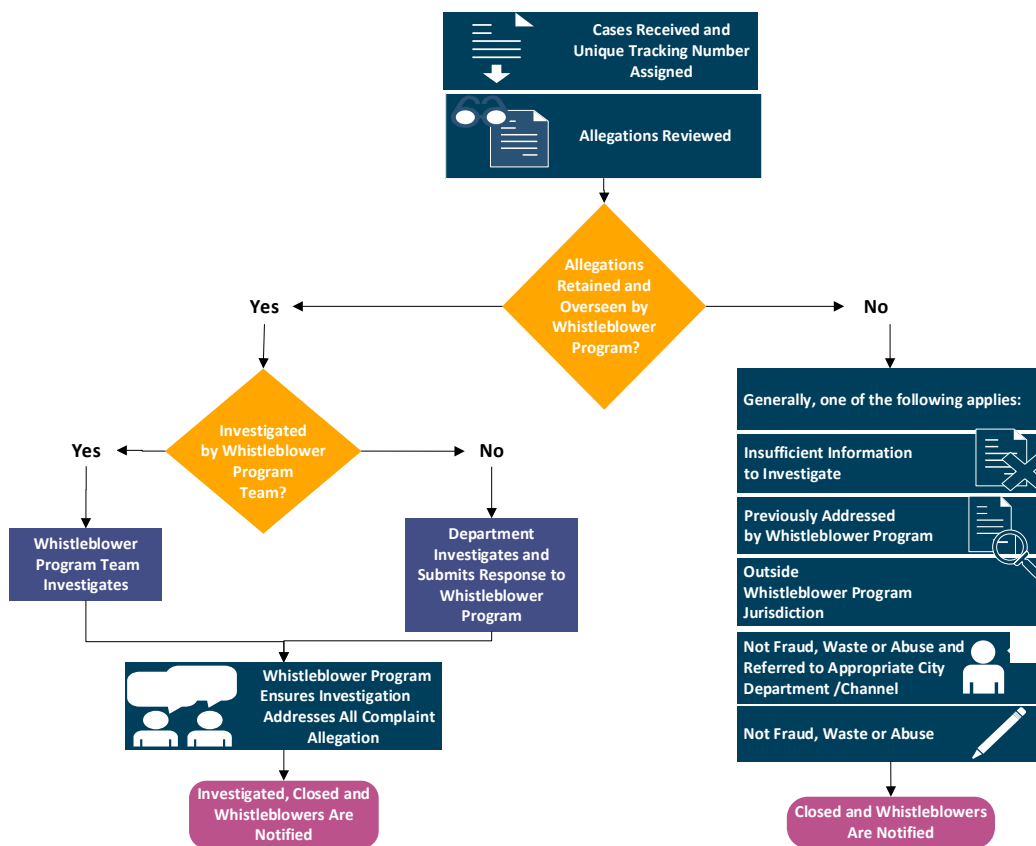 Cases Received and
Unique Tracking Number
Assigned
Allegations Reviewed
Allegations
Retained and
Overseen by
Whistleblower
Program?
Yes
No
Investigated
by Whistleblower
Program
Team?
Yes
No
Whistleblower
Program Team
Investigates
Department
Investigates and
Submits Response to
Whistleblower
Program
Whistleblower Program
Ensures Investigation
Addresses All Complaint
Allegation
Investigated, Closed and
Whistleblowers Are
Notified
Generally, one of the following applies:
Insufficient Information
to Investigate
Previously Addressed
by Whistleblower Program
Outside
Whistleblower Program
Jurisdiction
Not Fraud, Waste or Abuse and
Referred to Appropriate City
Department /Channel
Not Fraud, Waste or Abuse
Closed and Whistleblowers
Are Notified